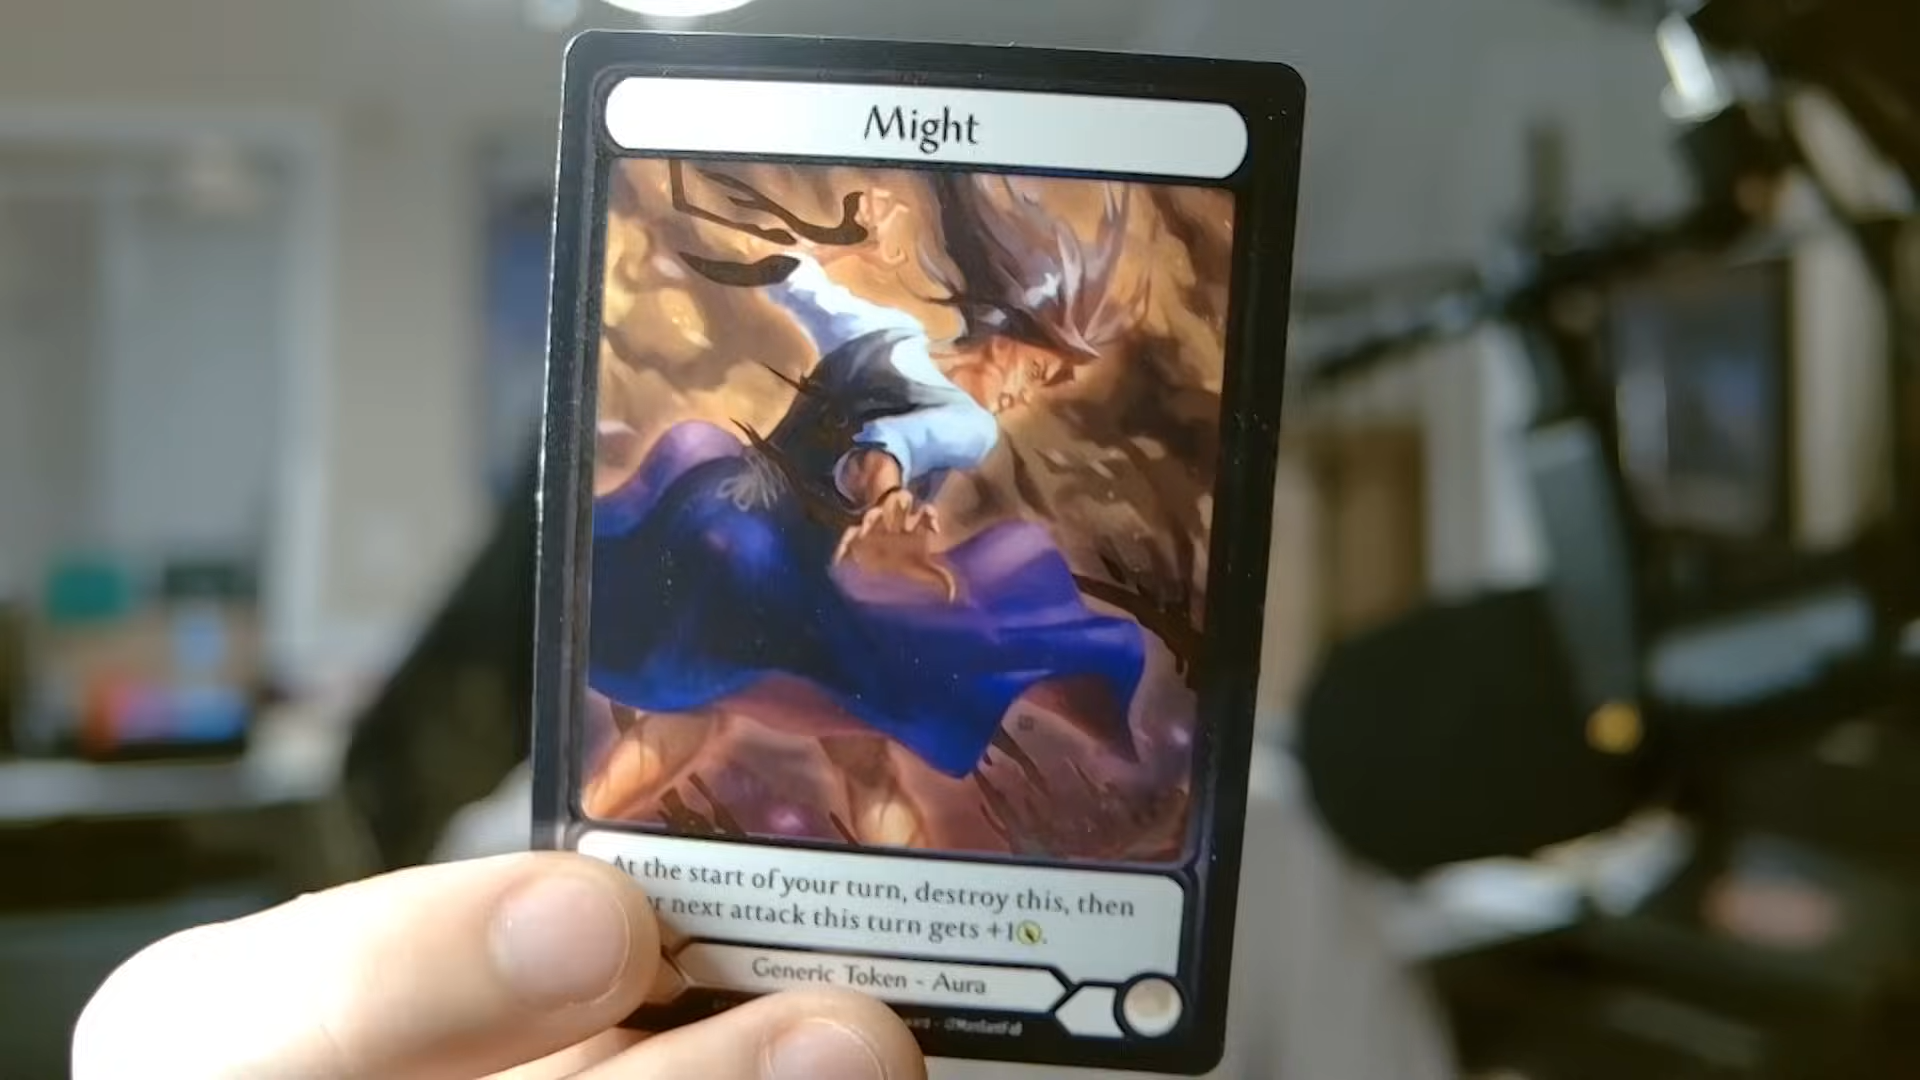 Might
At the start of your turn, destroy this, then
next attack this turn gets +1.
Generic Token - Aura